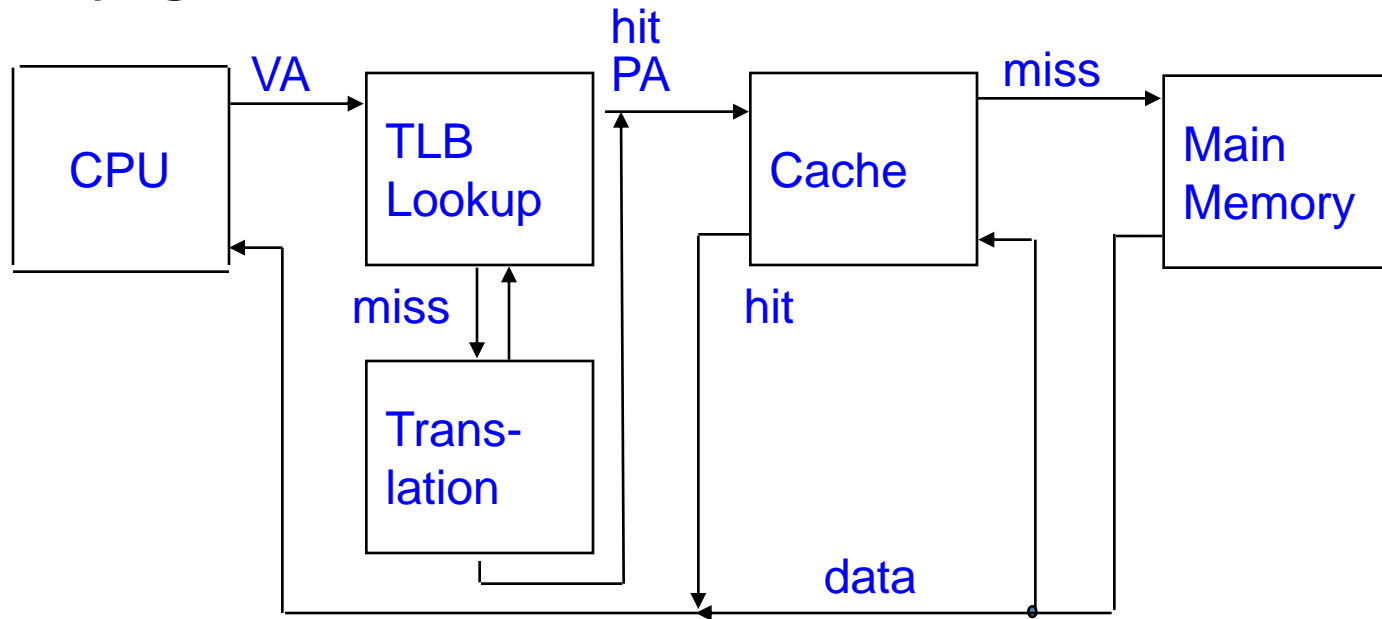 hit
VA
PA
miss
CPU
TLB
Lookup
Cache
Main
Memory
miss
hit
Trans-
lation
data